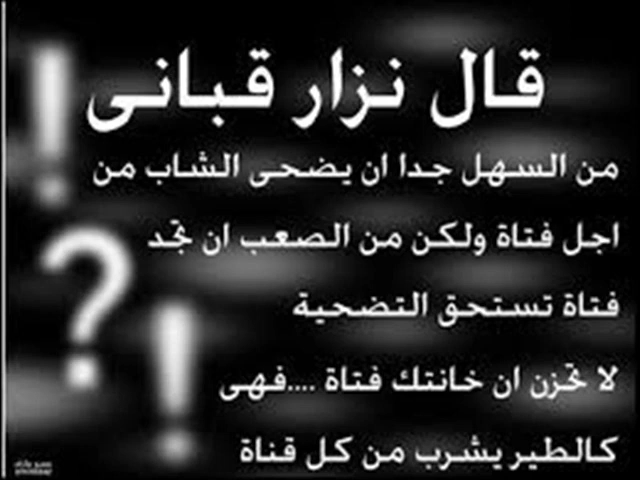 قال نزار قبانى
من السهل جدا ان يضحى الشاب من
اجل فتاة ولكن من الصعب ان تجد
فتاة تستحق التضحية
لا تحزن ان خانتك فتاة ....فهى
كالطير يشرب من كل قناة
! ? !